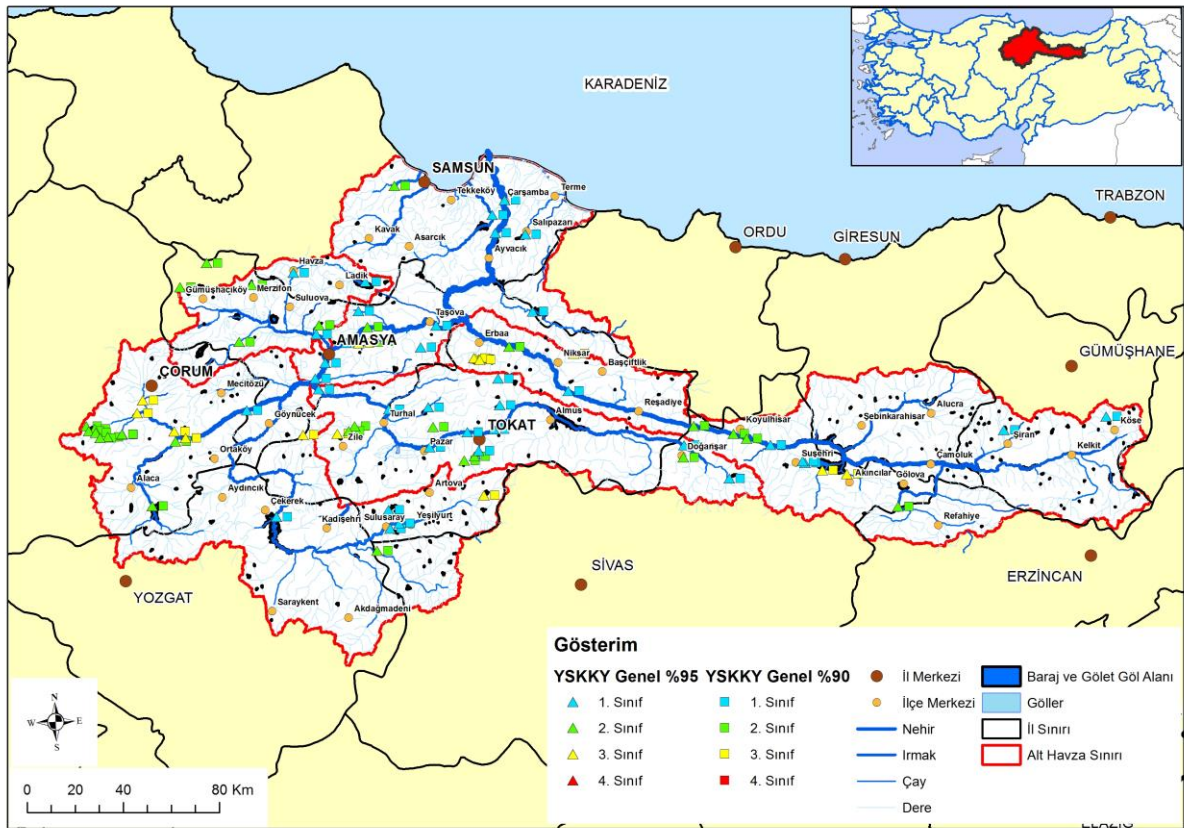 KARADENİZ
SAMSUN
Tekkeköy
Çarşamba
Terme
TRABZON
Kavak
Asarcık
Salıpazarı
Ayvacık
ORDU
GİRESUN
Havza
Ladik
Gümüşhacıköy
Merzifon
Suluova
Taşova
AMASYA
Erbaa
Niksar
Başçiftlik
GÜMÜŞHANE
ÇORUM
Mecitözü
Göynücek
Turhal
Almus
Reşadiye
Koyulhisar
Şebinkarahisar
Alucra
Köse
Şiran
Kelkit
Ortaköy
Zile
Pazar
TOKAT
Doğanşar
Suşehri
Akıncılar
Gölova
Çamoluk
Alaca
Aydıncık
Çekerek
Kadışehri
Sulusaray
Yeşilyurt
Artova
Refahiye
YOZGAT
SİVAS
ERZİNCAN
Saraykent
Akdağmadeni
Gösterim
YSKKY Genel %95
1. Sınıf
2. Sınıf
3. Sınıf
4. Sınıf
YSKKY Genel %90
1. Sınıf
2. Sınıf
3. Sınıf
4. Sınıf
İl Merkezi
İlçe Merkezi
Nehir
Irmak
Çay
Dere
Baraj ve Gölet Göl Alanı
Göller
İl Sınırı
Alt Havza Sınırı
N
W E
S
0 20 40 80 Km